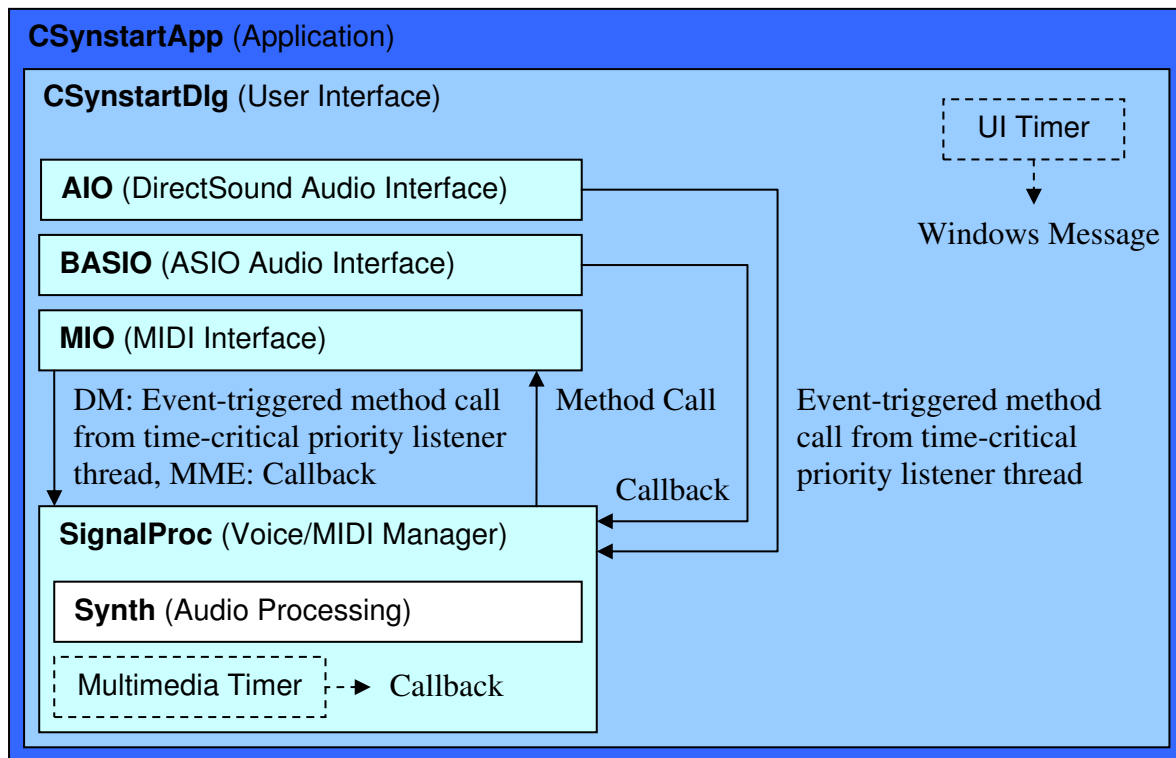 CSynstartApp (Application)
CSynstartDlg (User Interface)
UI Timer
Windows Message
AIO (DirectSound Audio Interface)
BASIO (ASIO Audio Interface)
MIO (MIDI Interface)
DM: Event-triggered method call
from time-critical priority listener
thread, MME: Callback
Method Call
Callback
Event-triggered method
call from time-critical
priority listener thread
SignalProc (Voice/MIDI Manager)
Synth (Audio Processing)
Multimedia Timer
Callback